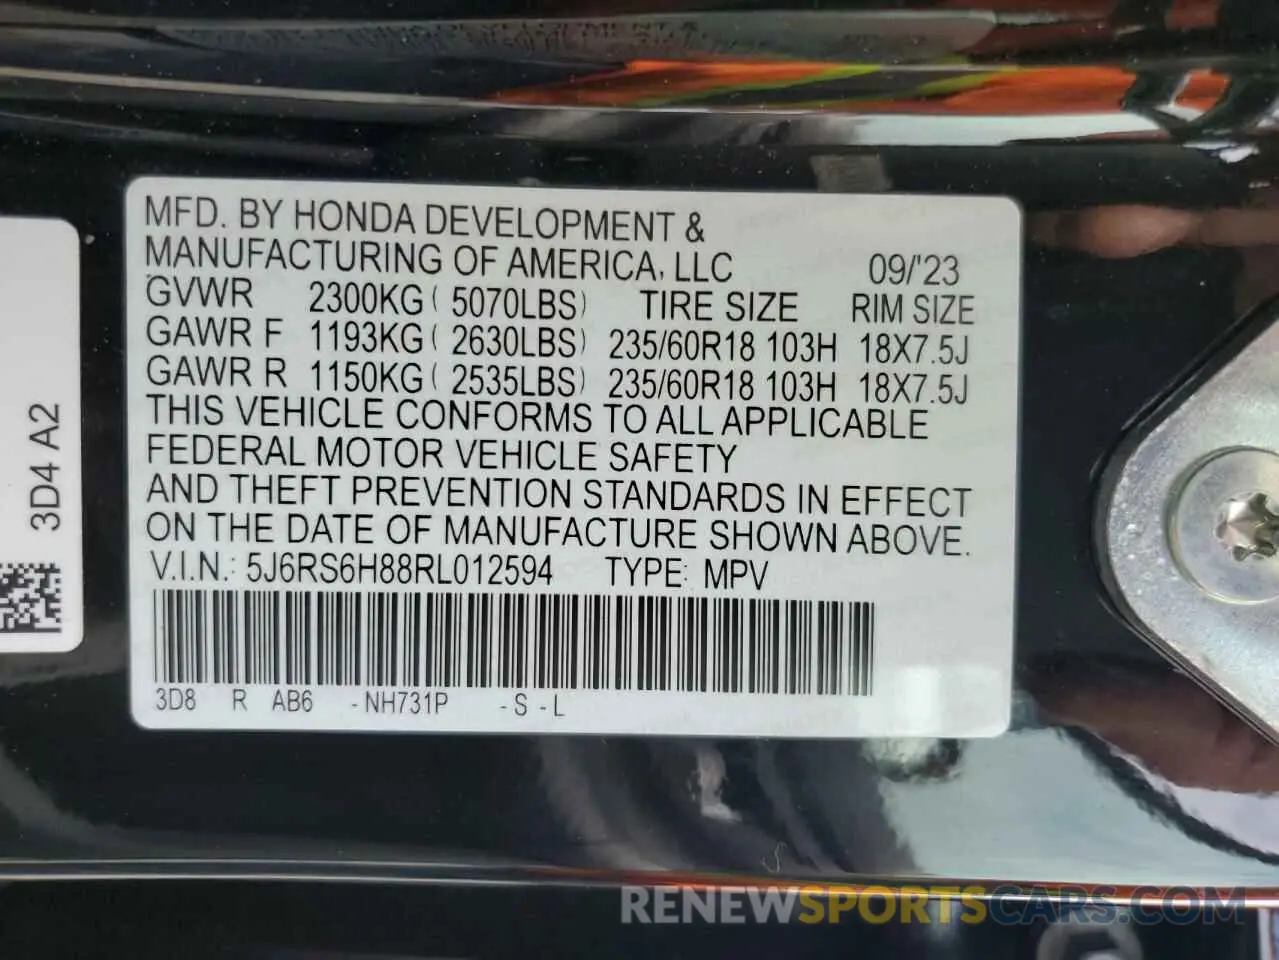 MFD. BY HONDA DEVELOPMENT &
MANUFACTURING OF AMERICA, LLC 09/'23
GVWR 2300KG ( 5070LBS) TIRE SIZE RIM SIZE
GAWR F 1193KG ( 2630LBS) 235/60R18 103H 18X7.5J
GAWR R 1150KG ( 2535LBS) 235/60R18 103H 18X7.5J
THIS VEHICLE CONFORMS TO ALL APPLICABLE
FEDERAL MOTOR VEHICLE SAFETY
AND THEFT PREVENTION STANDARDS IN EFFECT
ON THE DATE OF MANUFACTURE SHOWN ABOVE.
V.I.N.: 5J6RS6H88RL012594 TYPE: MPV
3D8 R AB6 -NH731P -S -L
3D4 A2
RENEWSPORTSCARS.COM